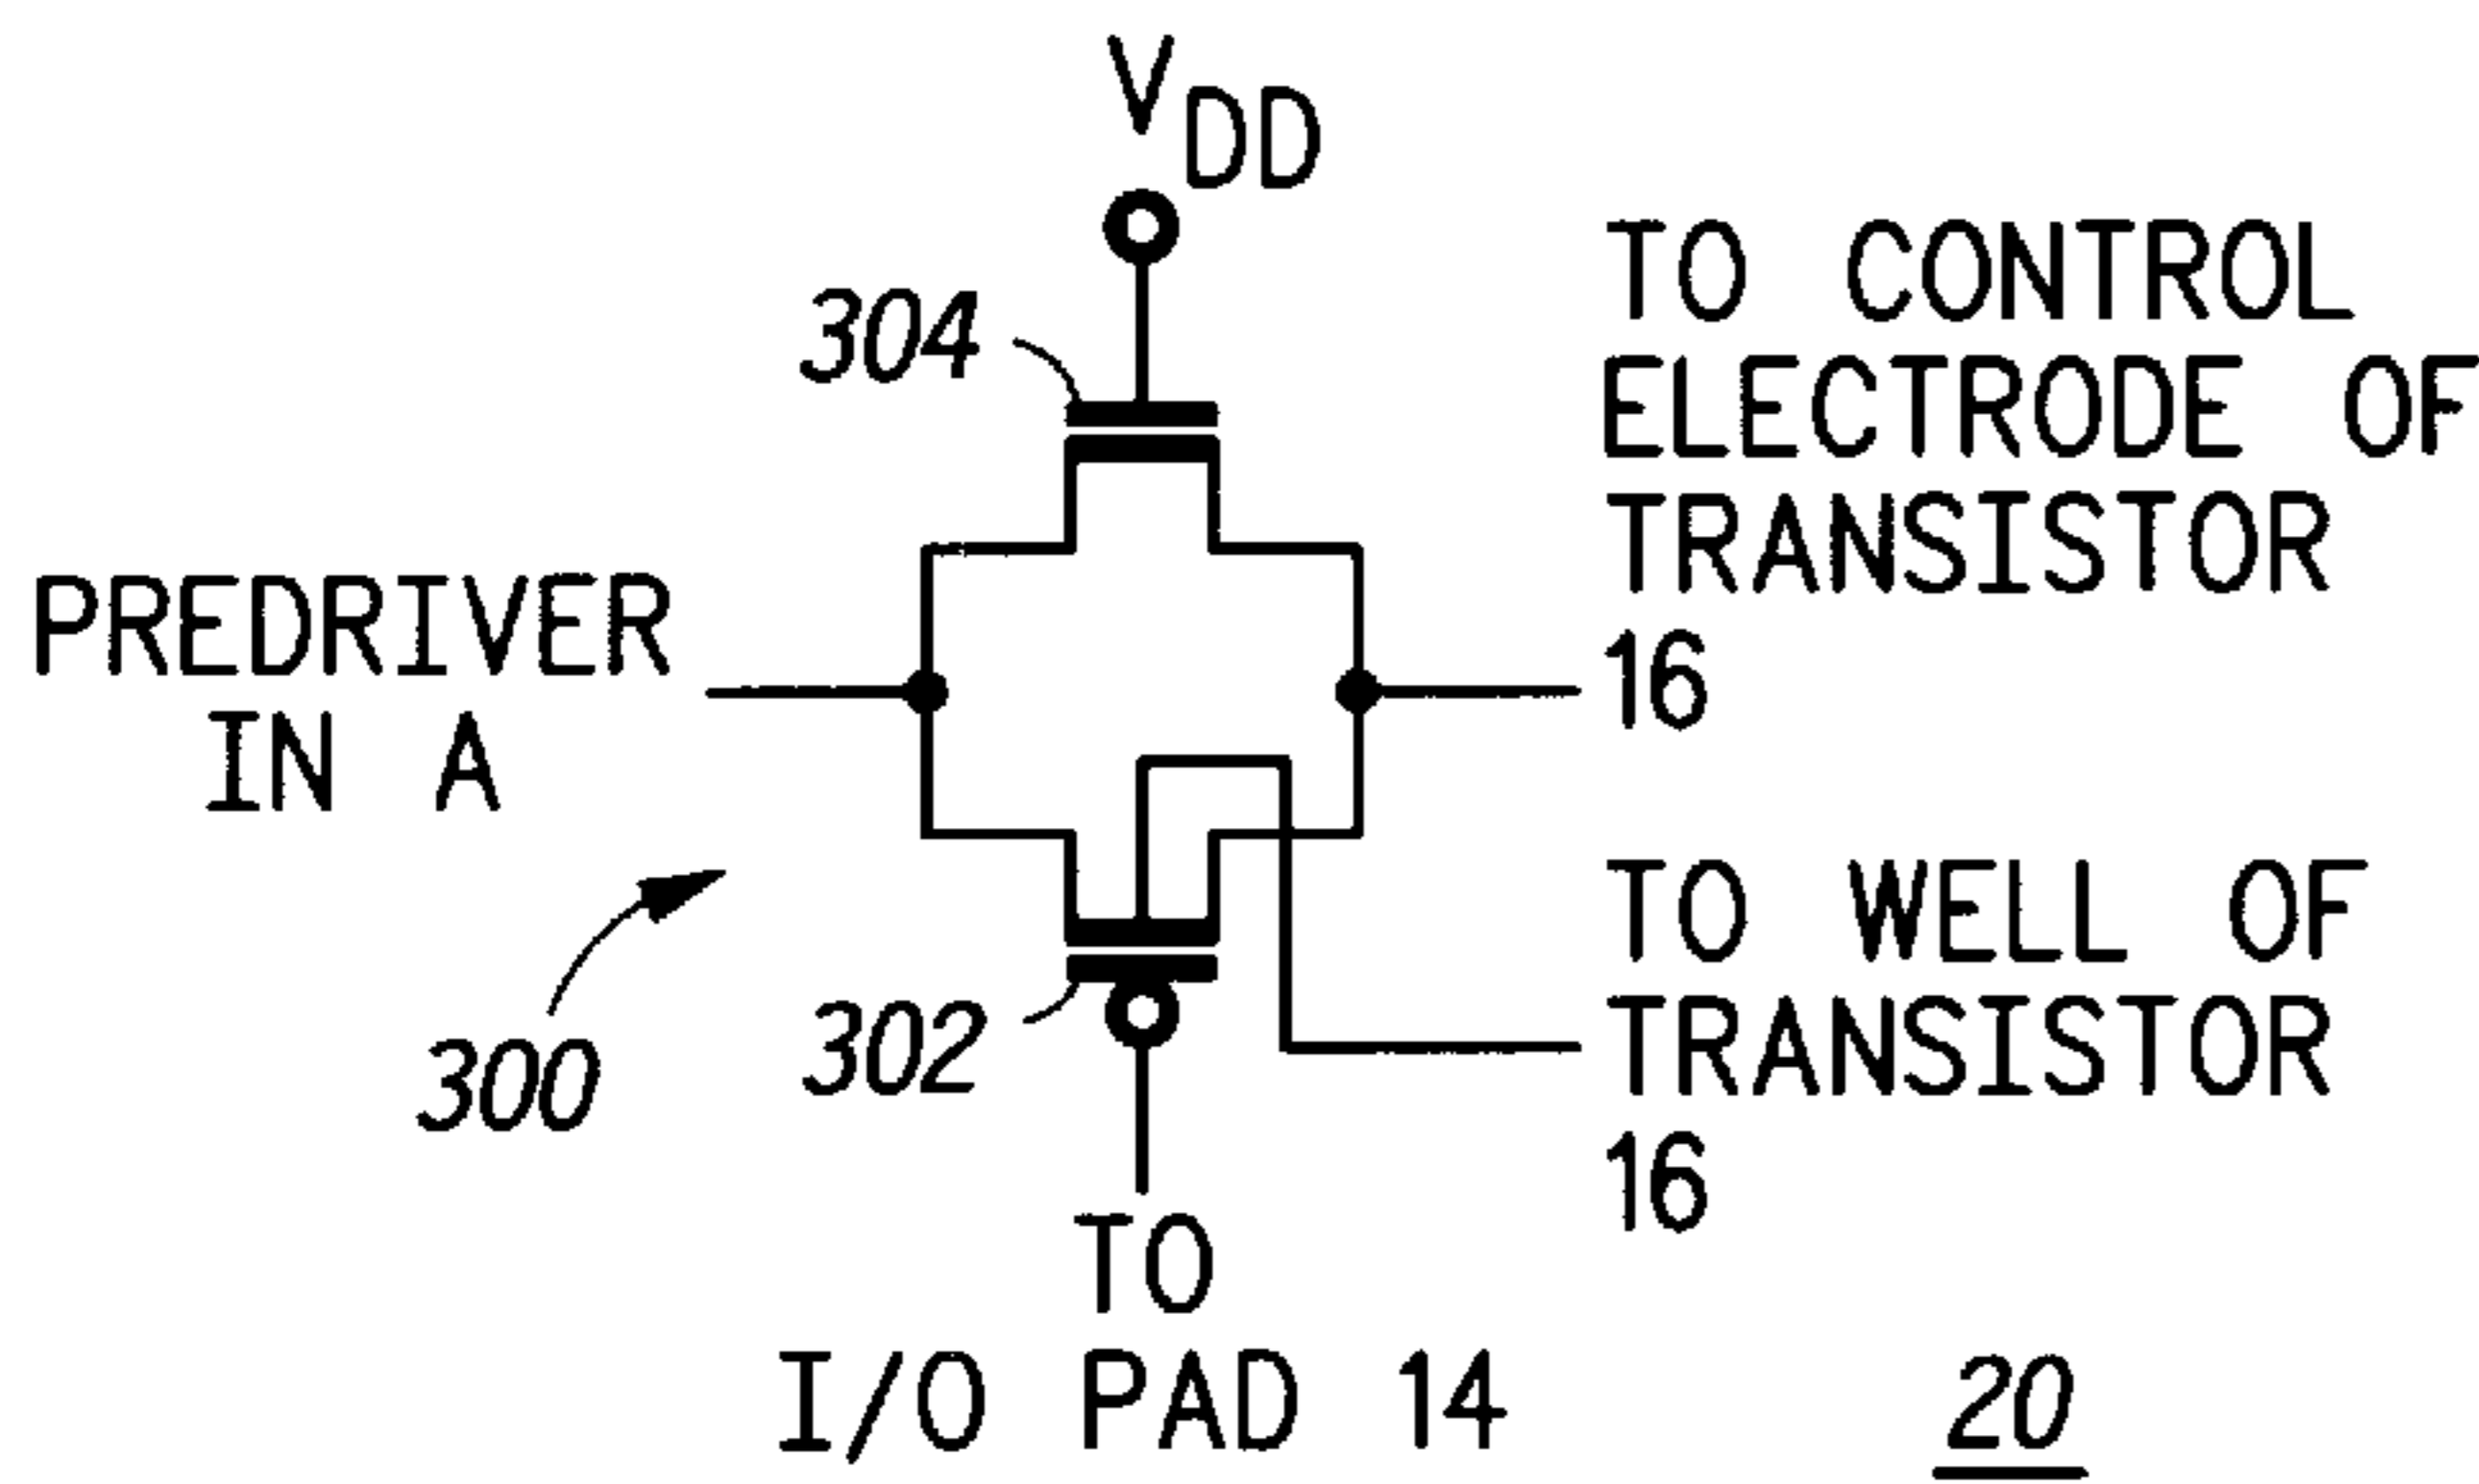 VDD
304
TO CONTROL
ELECTRODE OF
TRANSISTOR
16
PREDRIVER
IN A
TO WELL OF
TRANSISTOR
16
300
302
TO
I/O PAD 14
20